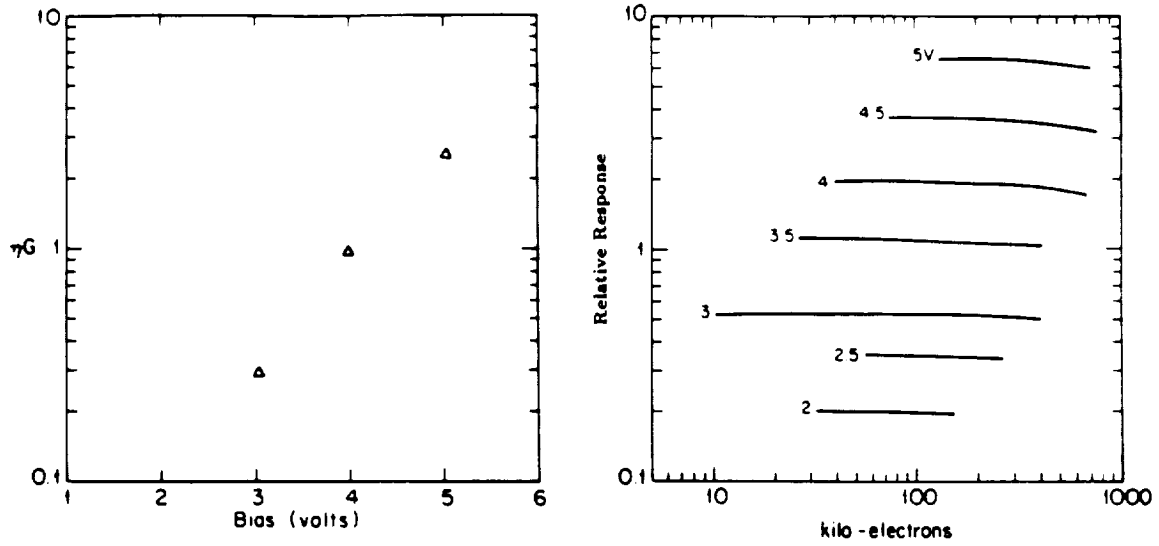 10
ηG 1
0.1
1 2 3 4 5 6
Bias (volts)
10
Relative Response
1
0.1
5V
4 5
4
3 5
3
2 5
2
10 100 1000
kilo-electrons